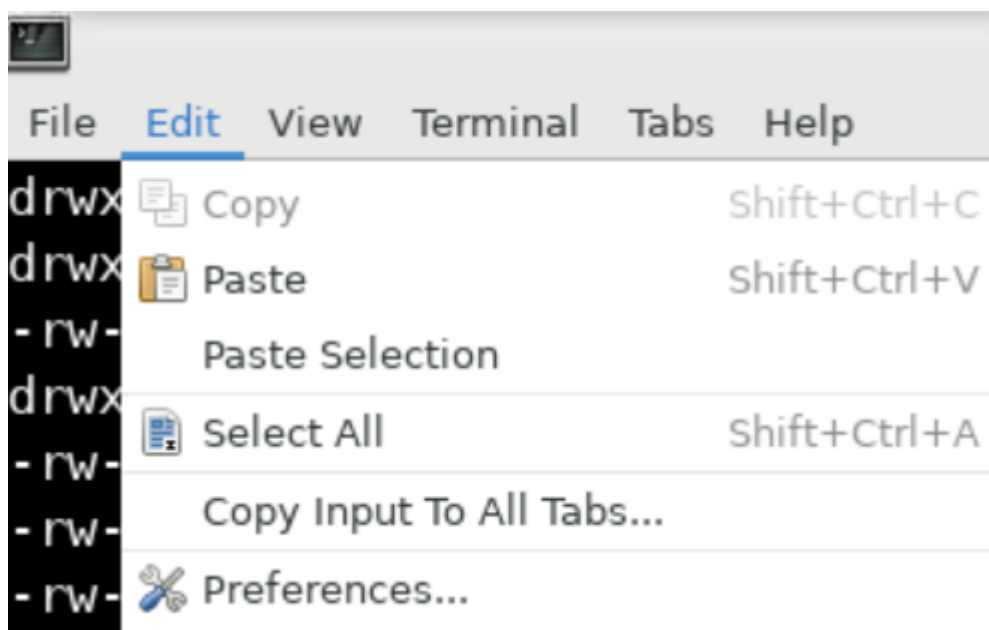 File Edit View Terminal Tabs Help
drwx
Copy Shift+Ctrl+C
drwx
Paste Shift+Ctrl+V
-rw-
Paste Selection
drwx
Select All Shift+Ctrl+A
-rw-
-rw-
Copy Input To All Tabs...
-rw-
Preferences...